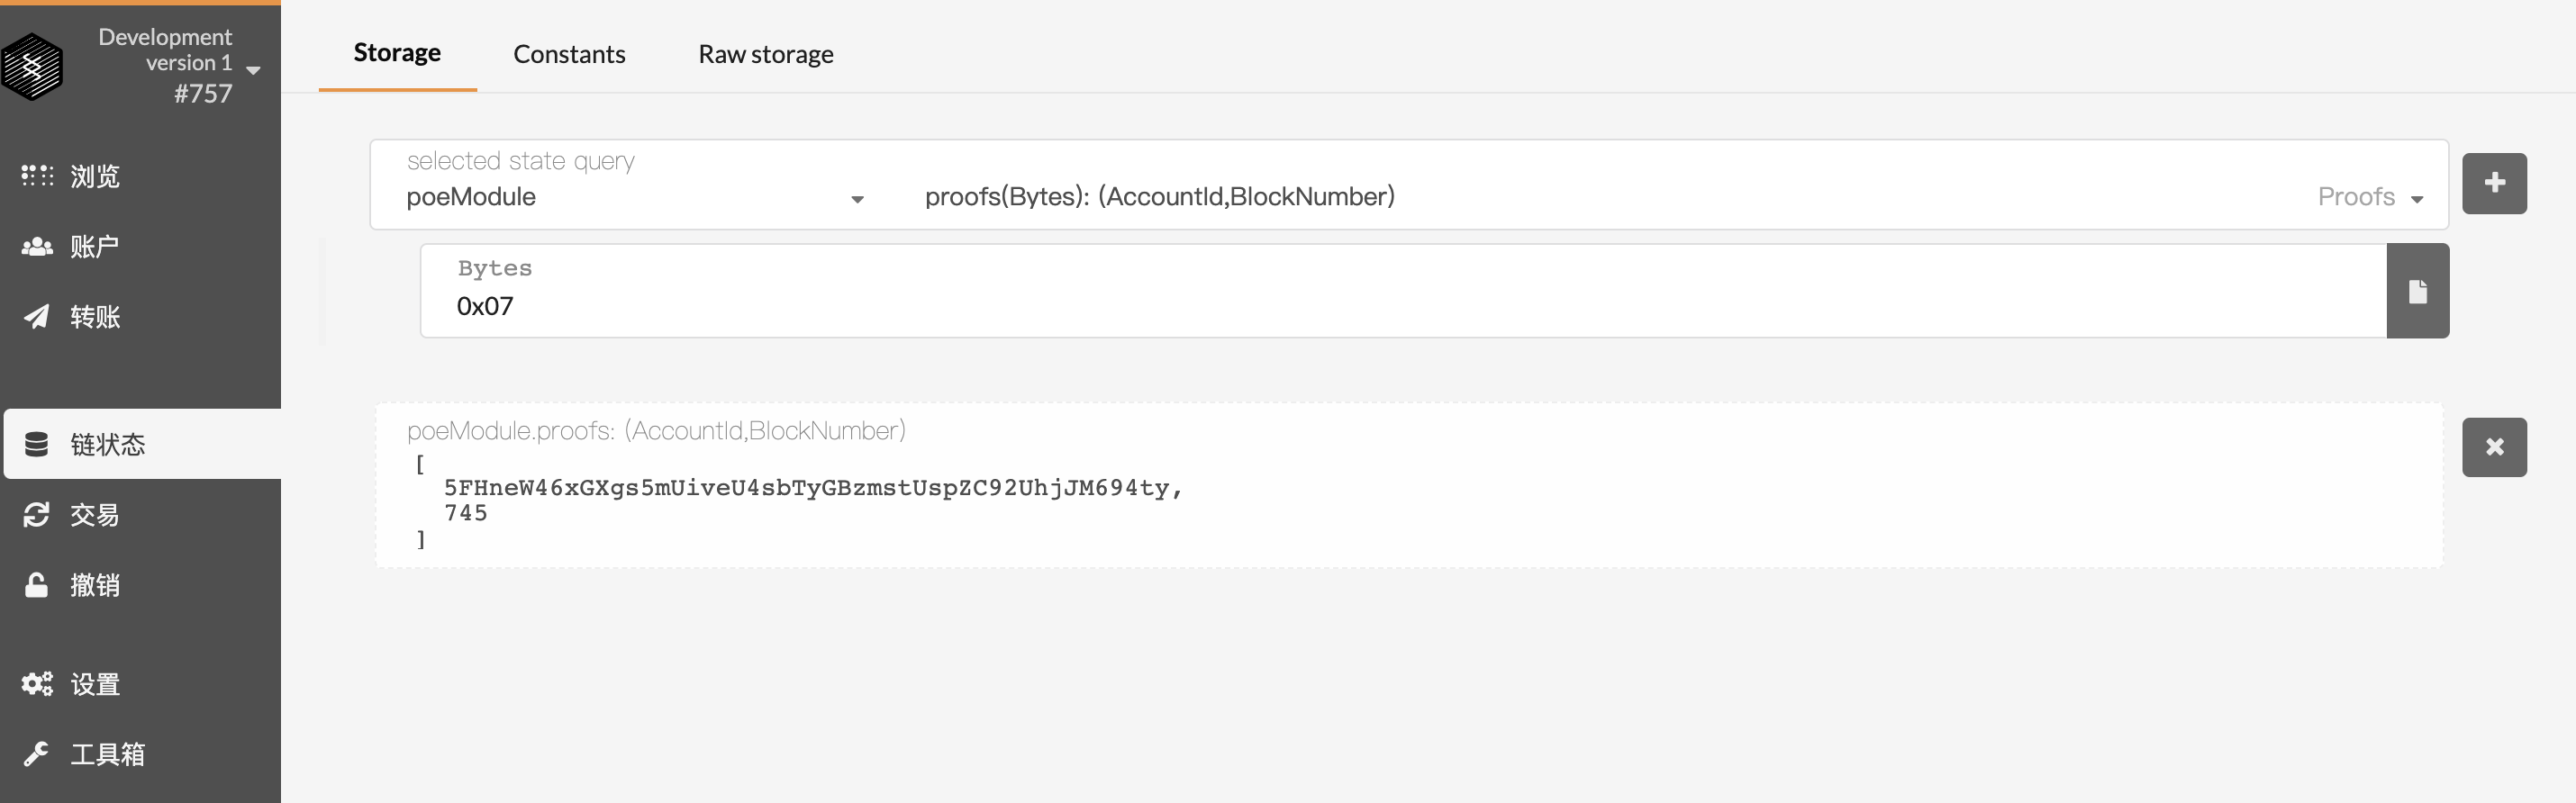 Development
version 1
#757
浏览
账户
转账
链状态
交易
撤销
设置
工具箱
Storage Constants Raw storage
selected state query
poeModule proofs(Bytes): (AccountId,BlockNumber) Proofs
Bytes
0x07
poeModule.proofs: (AccountId,BlockNumber)
[
5FHneW46xGXgs5mUiveU4sbTyGBzmstUspZC92UhjJM694ty,
745
]